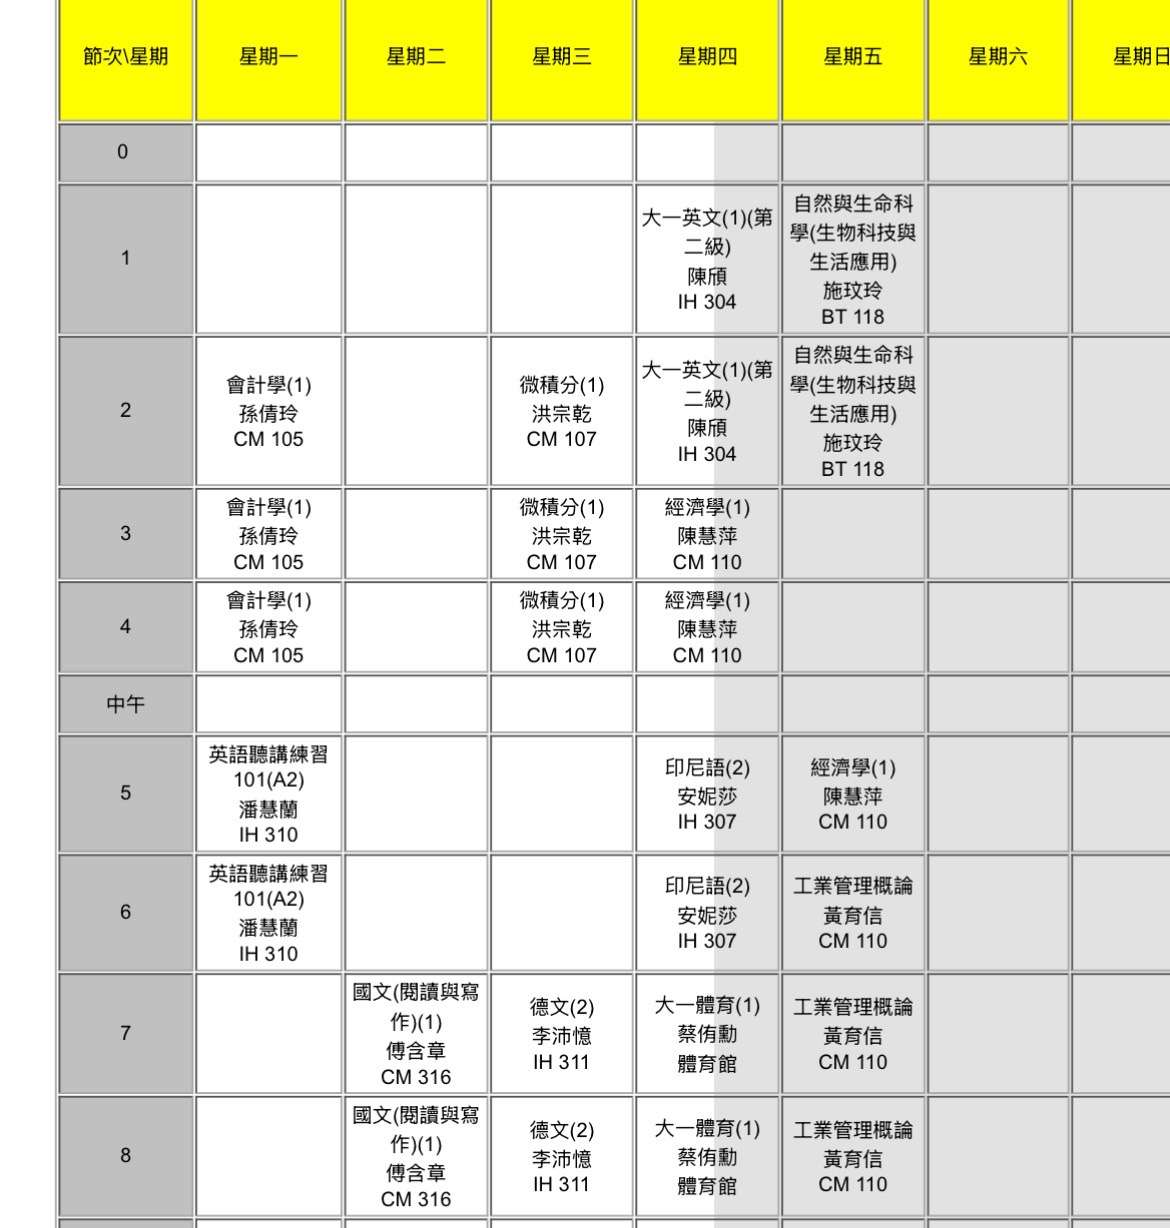 節次\星期 星期一 星期二 星期三 星期四 星期五 星期六 星期日
0
1
大一英文(1)(第
二級)
陳頎
IH 304
自然與生命科
學(生物科技與
生活應用)
施玟玲
BT 118
2
會計學(1)
孫倩玲
CM 105
微積分(1)
洪宗乾
CM 107
大一英文(1)(第
二級)
陳頎
IH 304
自然與生命科
學(生物科技與
生活應用)
施玟玲
BT 118
3
會計學(1)
孫倩玲
CM 105
微積分(1)
洪宗乾
CM 107
經濟學(1)
陳慧萍
CM 110
4
會計學(1)
孫倩玲
CM 105
微積分(1)
洪宗乾
CM 107
經濟學(1)
陳慧萍
CM 110
中午
5
英語聽講練習
101(A2)
潘慧蘭
IH 310
印尼語(2)
安妮莎
IH 307
經濟學(1)
陳慧萍
CM 110
6
英語聽講練習
101(A2)
潘慧蘭
IH 310
印尼語(2)
安妮莎
IH 307
工業管理概論
黃育信
CM 110
7
國文(閱讀與寫
作)(1)
傅含章
CM 316
德文(2)
李沛憶
IH 311
大一體育(1)
蔡侑勳
體育館
工業管理概論
黃育信
CM 110
8
國文(閱讀與寫
作)(1)
傅含章
CM 316
德文(2)
李沛憶
IH 311
大一體育(1)
蔡侑勳
體育館
工業管理概論
黃育信
CM 110